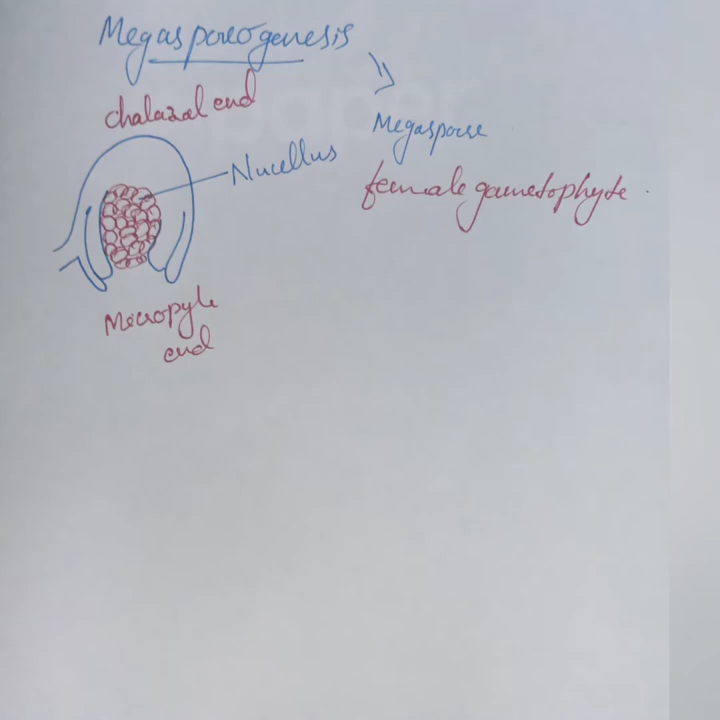 Megasporogenesis
chalazal end
Megaspore
Nucellus
female gametophyte.
Micropyle
end